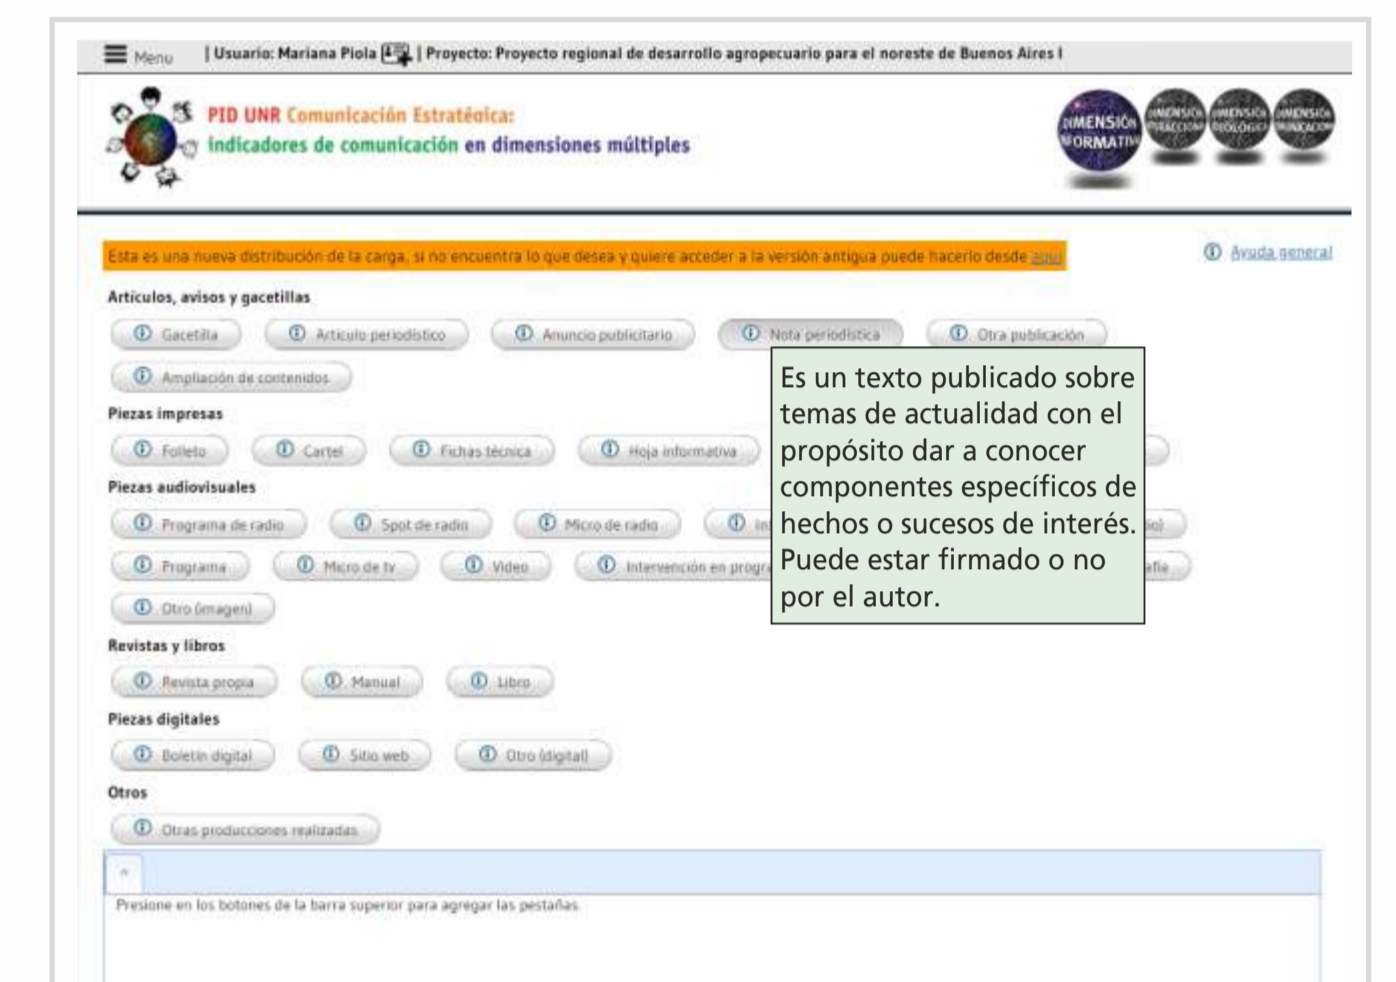 Menu | Usuario: Mariana Piola | Proyecto: Proyecto regional de desarrollo agropecuario para el noreste de Buenos Aires I
PID UNR Comunicación Estratégica:
indicadores de comunicación en dimensiones múltiples
DIMENSIÓN DIMENSIÓN DIMENSIÓN DIMENSIÓN
Esta es una nueva distribución de la carga, si no encuentra lo que desea y quiere acceder a la versión antigua puede hacerlo desde aquí
Ayuda general
Artículos, avisos y gacetillas
Gacetilla Artículo periodístico Anuncio publicitario Nota periodística Otra publicación
Ampliación de contenidos
Es un texto publicado sobre
temas de actualidad con el
propósito dar a conocer
componentes específicos de
hechos o sucesos de interés.
Puede estar firmado o no
por el autor.
Piezas impresas
Folleto Cartel Fichas técnica Hoja informativa
Piezas audiovisuales
Programa de radio Spot de radio Micro de radio
Programa Micro de tv Video Intervención en progra
Otro (imagen)
Revistas y libros
Revista propia Manual Libro
Piezas digitales
Boletín digital Sitio web Otro (digital)
Otros
Otras producciones realizadas
Presione en los botones de la barra superior para agregar las pestañas.